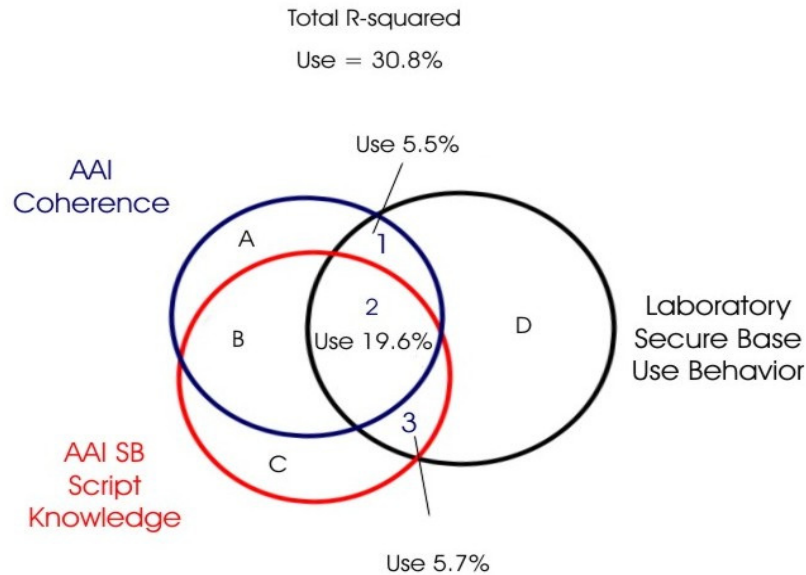 Total R-squared
Use = 30.8%
Use 5.5%
AAI
Coherence
A
1
2
B
Use 19.6%
D
Laboratory
Secure Base
Use Behavior
3
AAI SB
Script
Knowledge
C
Use 5.7%